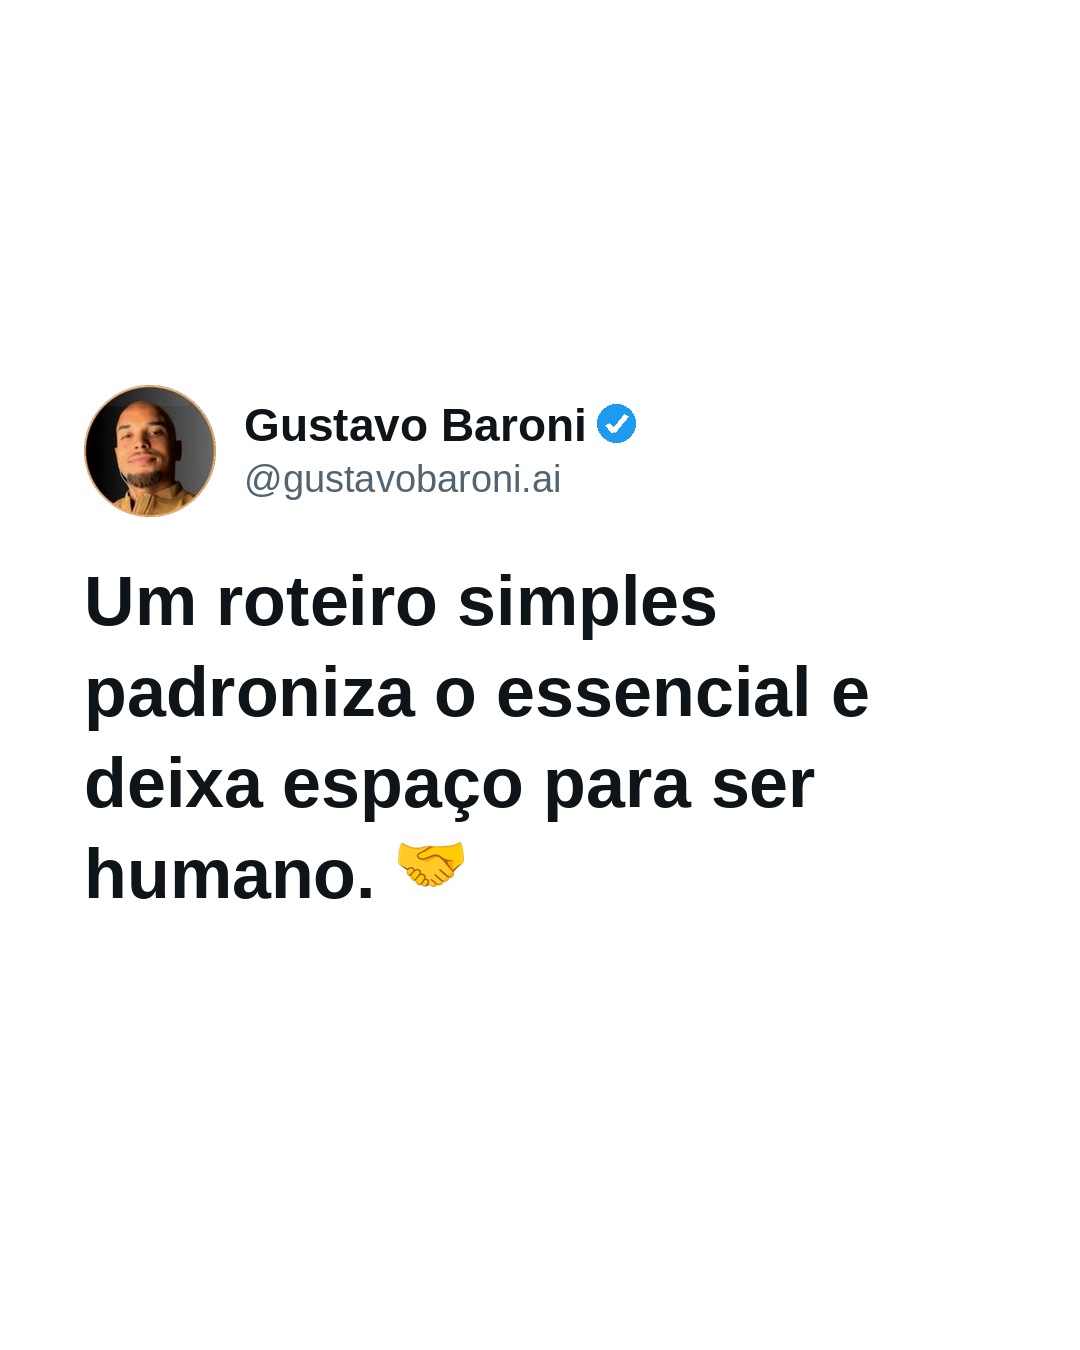 Gustavo Baroni
@gustavobaroni.ai
Um roteiro simples
padroniza o essencial e
deixa espaço para ser
humano. 🤝